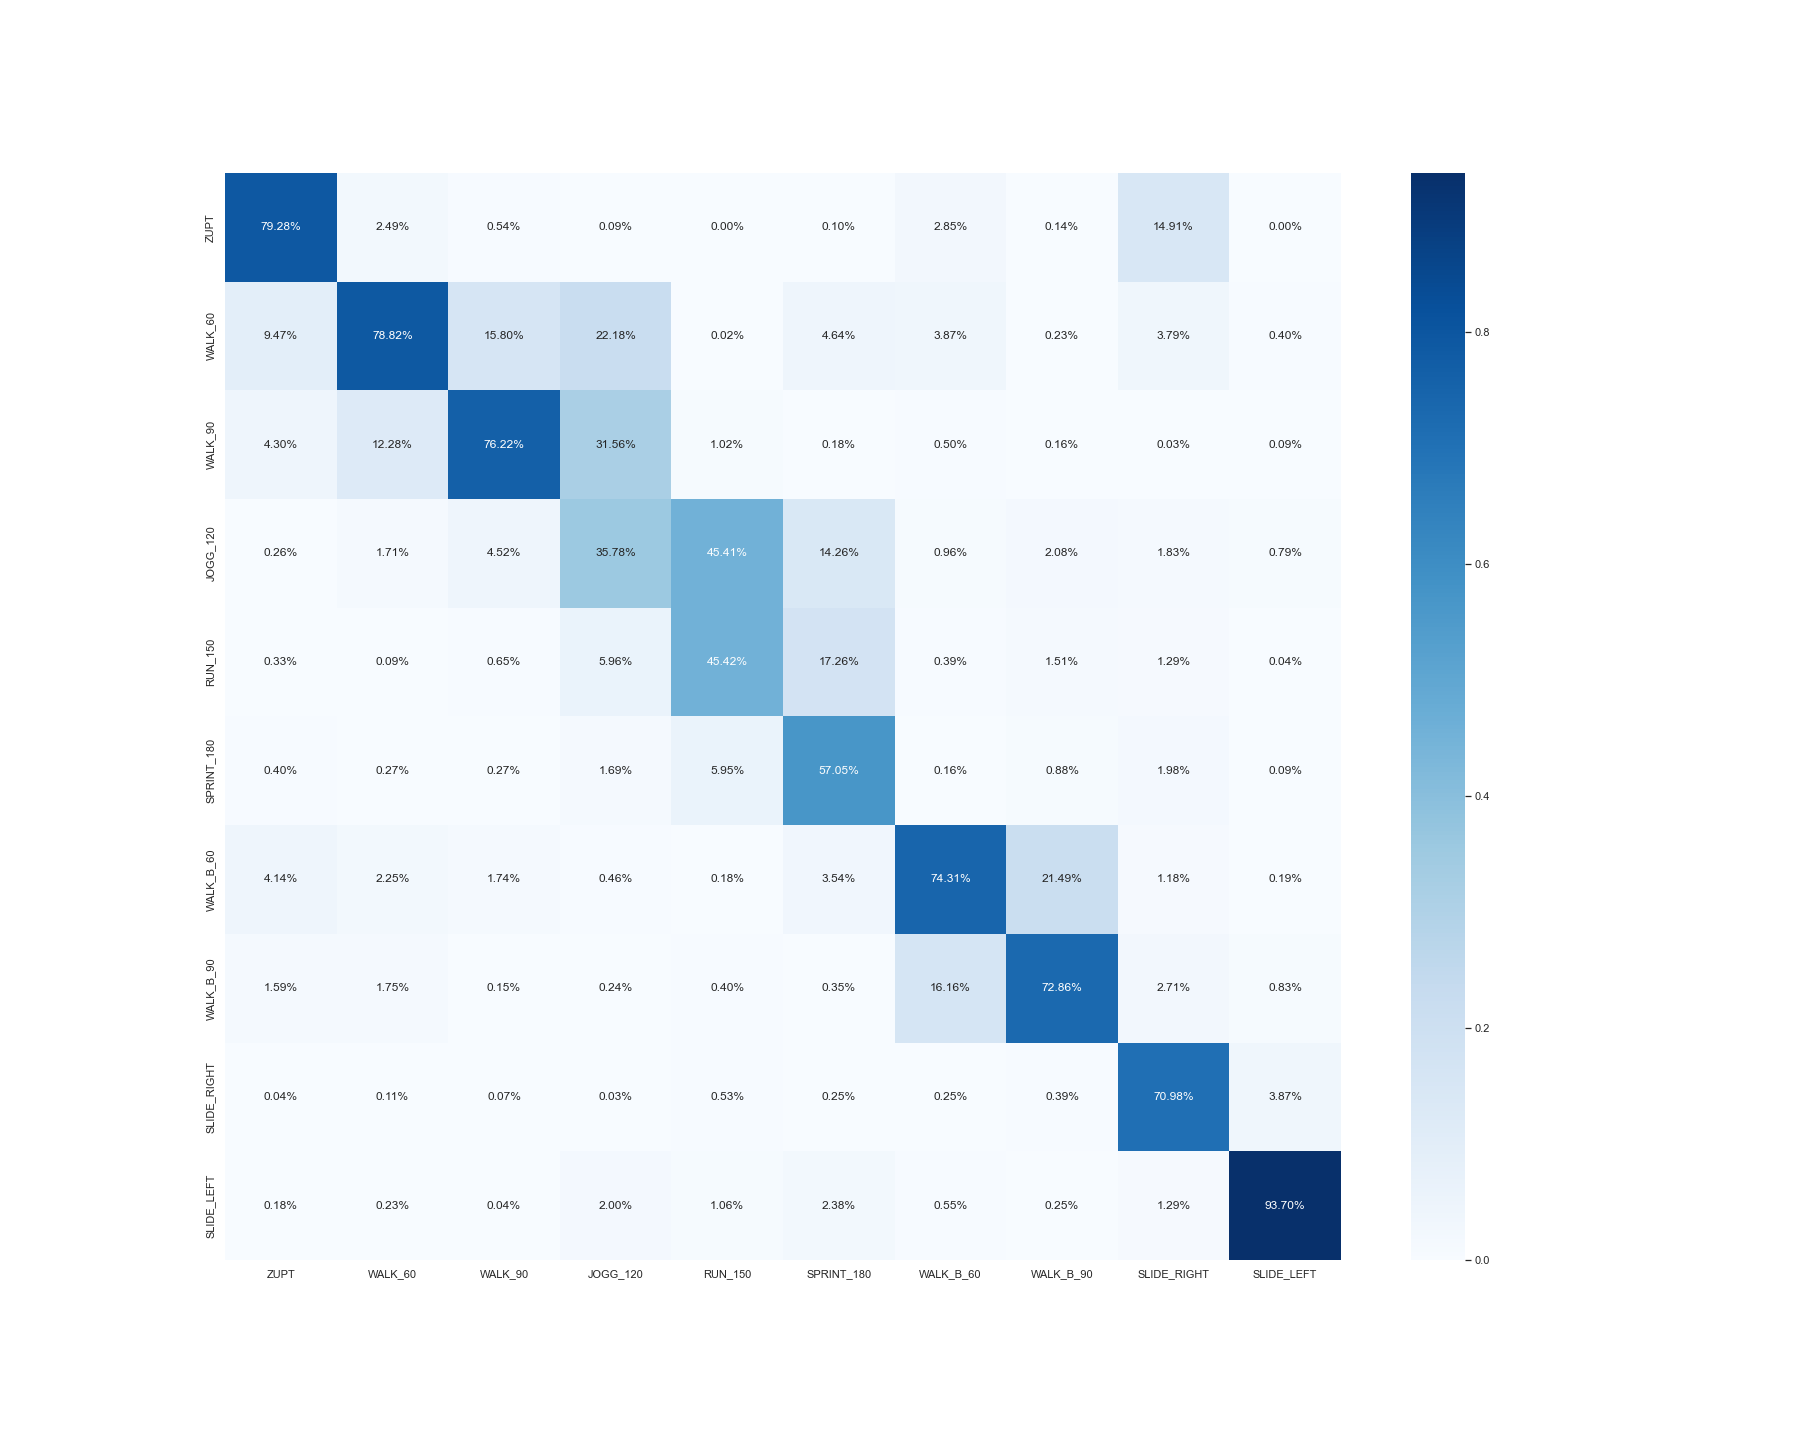 ZUPT 79.28% 2.49% 0.54% 0.09% 0.00% 0.10% 2.85% 0.14% 14.91% 0.00%
WALK_60 9.47% 78.82% 15.80% 22.18% 0.02% 4.64% 3.87% 0.23% 3.79% 0.40%
0.8
WALK_90 4.30% 12.28% 76.22% 31.56% 1.02% 0.18% 0.50% 0.16% 0.03% 0.09%
JOGG_120 0.26% 1.71% 4.52% 35.78% 45.41% 14.26% 0.96% 2.08% 1.83% 0.79%
0.6
RUN_150 0.33% 0.09% 0.65% 5.96% 45.42% 17.26% 0.39% 1.51% 1.29% 0.04%
SPRINT_180 0.40% 0.27% 0.27% 1.69% 5.95% 57.05% 0.16% 0.88% 1.98% 0.09%
0.4
WALK_B_60 4.14% 2.25% 1.74% 0.46% 0.18% 3.54% 74.31% 21.49% 1.18% 0.19%
WALK_B_90 1.59% 1.75% 0.15% 0.24% 0.40% 0.35% 16.16% 72.86% 2.71% 0.83%
0.2
SLIDE_RIGHT 0.04% 0.11% 0.07% 0.03% 0.53% 0.25% 0.25% 0.39% 70.98% 3.87%
SLIDE_LEFT 0.18% 0.23% 0.04% 2.00% 1.06% 2.38% 0.55% 0.25% 1.29% 93.70%
0.0
ZUPT WALK_60 WALK_90 JOGG_120 RUN_150 SPRINT_180 WALK_B_60 WALK_B_90 SLIDE_RIGHT SLIDE_LEFT